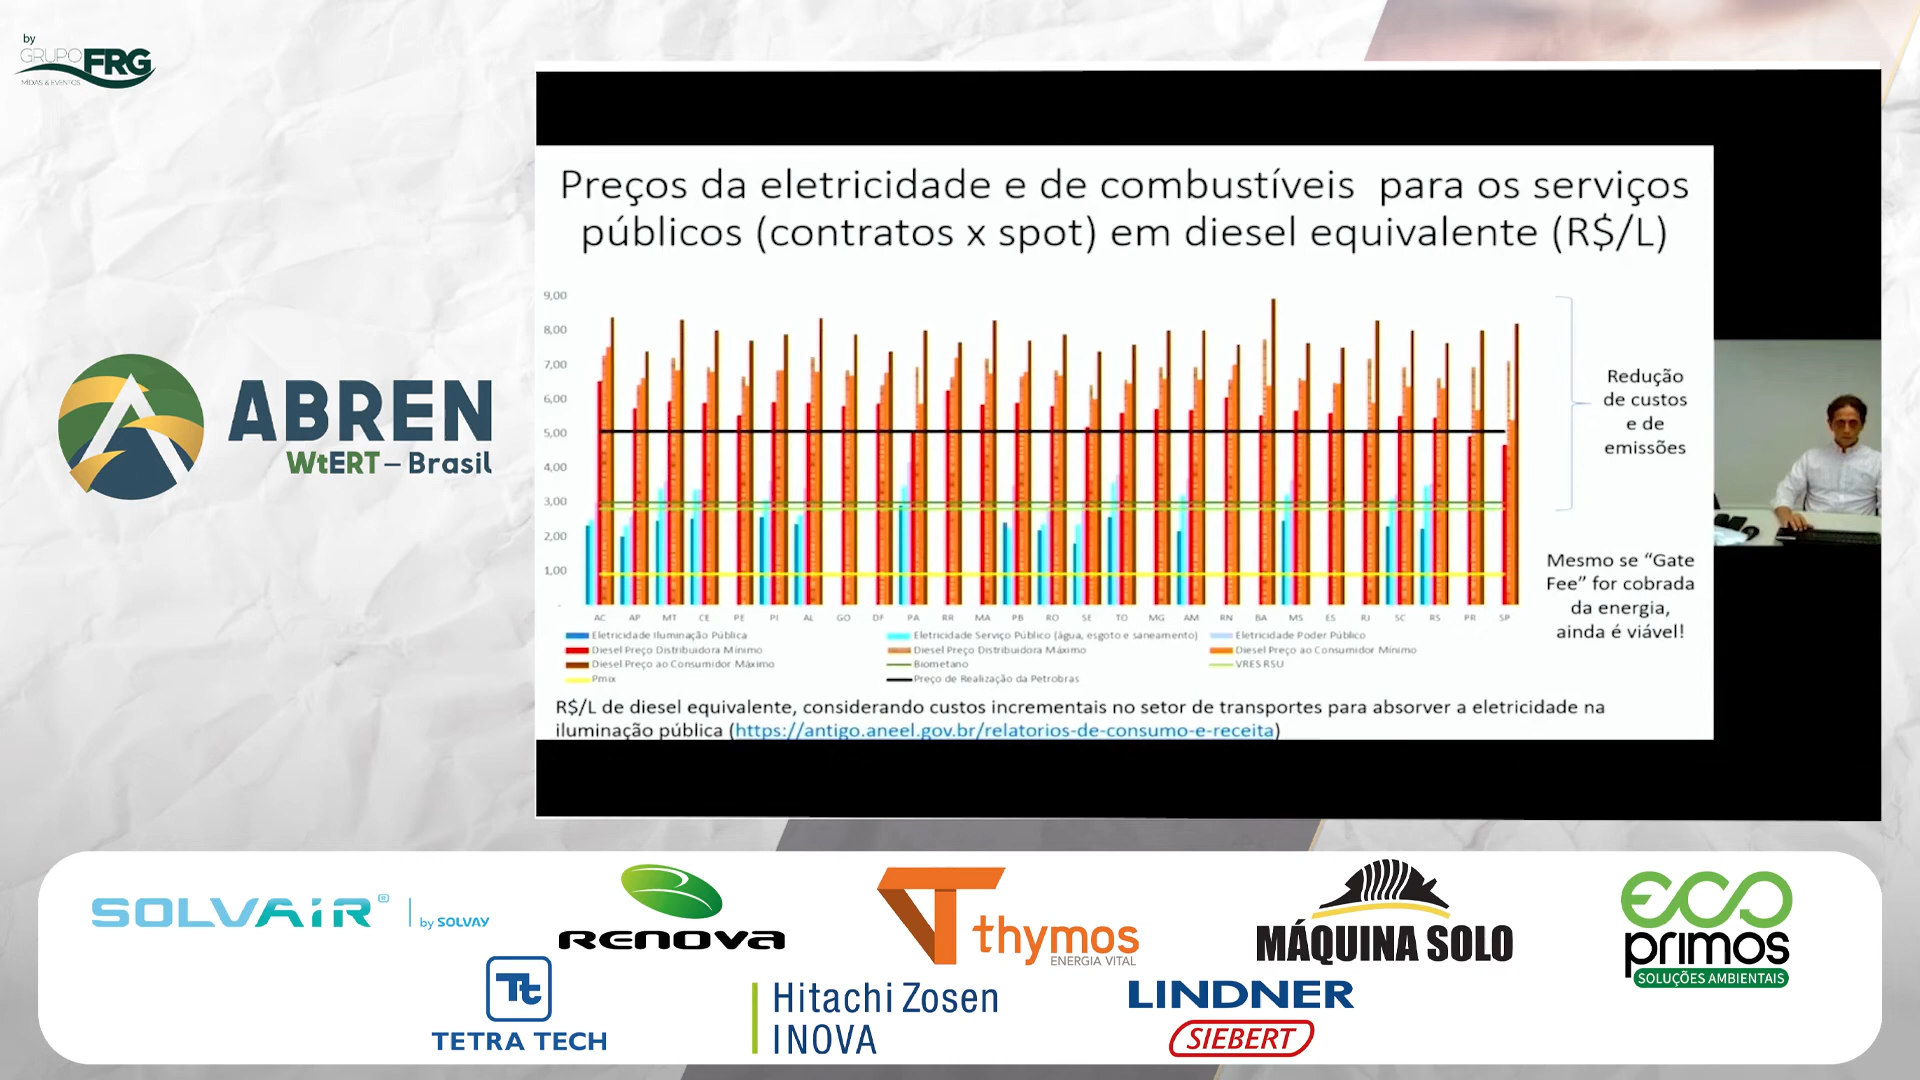 by
GRUPO FRG
MÍDIAS & EVENTOS
ABREN
WtERT – Brasil
Preços da eletricidade e de combustíveis para os serviços
públicos (contratos x spot) em diesel equivalente (R$/L)
9,00
8,00
7,00
6,00
5,00
4,00
3,00
2,00
1,00
-
AC AP MT CE PE PI AL GO DF PA RR MA PB RO SE TO MG AM RN BA MS ES RJ SC RS PR SP
Eletricidade Iluminação Pública
Eletricidade Serviço Público (água, esgoto e saneamento)
Eletricidade Poder Público
Diesel Preço Distribuidora Mínimo
Diesel Preço Distribuidora Máximo
Diesel Preço ao Consumidor Mínimo
Diesel Preço ao Consumidor Máximo
Biometano
VRES RSU
Pmix
Preço de Realização da Petrobras
Redução
de custos
e de
emissões
Mesmo se “Gate
Fee” for cobrada
da energia,
ainda é viável!
R$/L de diesel equivalente, considerando custos incrementais no setor de transportes para absorver a eletricidade na
iluminação pública (https://antigo.aneel.gov.br/relatorios-de-consumo-e-receita)
SOLVAIR® by SOLVAY
RENOVA
thymos
ENERGIA VITAL
MÁQUINA SOLO
ECO
primos
SOLUÇÕES AMBIENTAIS
Tt
TETRA TECH
Hitachi Zosen
INOVA
LINDNER
SIEBERT